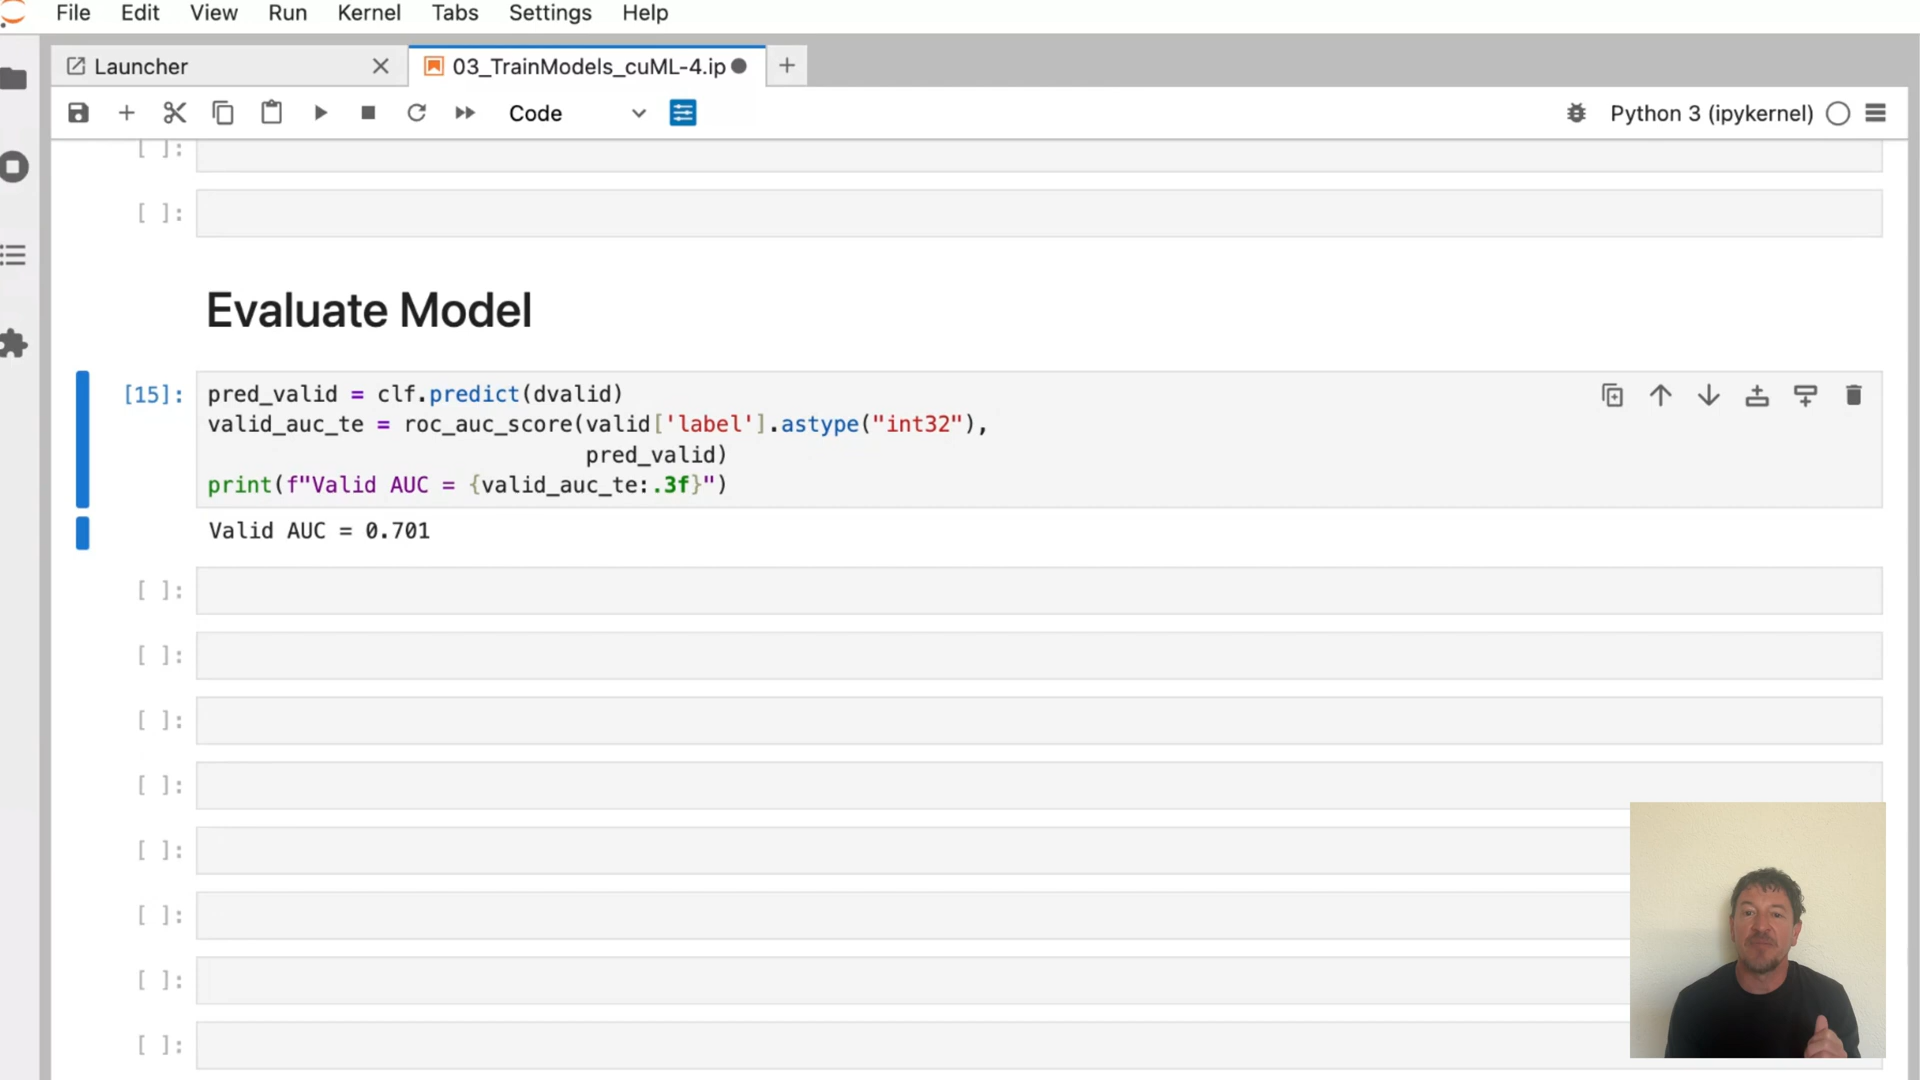 File Edit View Run Kernel Tabs Settings Help
Launcher 03_TrainModels_cuML-4.ip
Code Python 3 (ipykernel)
[ ]:
[ ]:
Evaluate Model
[15]: pred_valid = clf.predict(dvalid)
valid_auc_te = roc_auc_score(valid['label'].astype("int32"),
pred_valid)
print(f"Valid AUC = {valid_auc_te:.3f}")
Valid AUC = 0.701
[ ]:
[ ]:
[ ]:
[ ]:
[ ]:
[ ]:
[ ]:
[ ]: